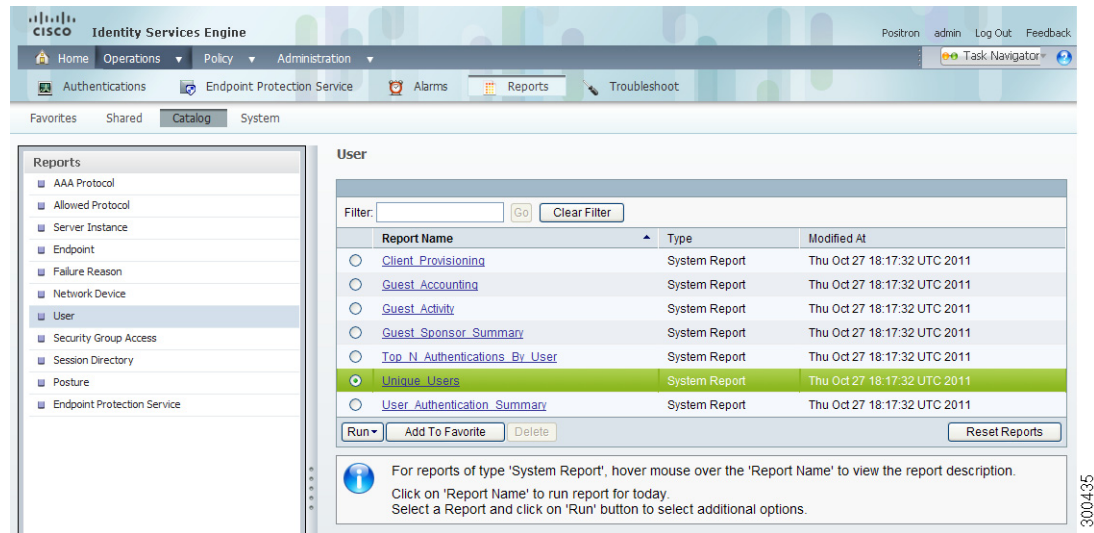 cisco Identity Services Engine
Positron admin Log Out Feedback
Home Operations Policy Administration
Task Navigator
Authentications Endpoint Protection Service Alarms Reports Troubleshoot
Favorites Shared Catalog System
Reports
AAA Protocol
Allowed Protocol
Server Instance
Endpoint
Failure Reason
Network Device
User
Security Group Access
Session Directory
Posture
Endpoint Protection Service
User
Filter: Go Clear Filter
Report Name Type Modified At
Client_Provisioning System Report Thu Oct 27 18:17:32 UTC 2011
Guest_Accounting System Report Thu Oct 27 18:17:32 UTC 2011
Guest_Activity System Report Thu Oct 27 18:17:32 UTC 2011
Guest_Sponsor_Summary System Report Thu Oct 27 18:17:32 UTC 2011
Top_N_Authentications_By_User System Report Thu Oct 27 18:17:32 UTC 2011
Unique_Users System Report Thu Oct 27 18:17:32 UTC 2011
User_Authentication_Summary System Report Thu Oct 27 18:17:32 UTC 2011
Run Add To Favorite Delete Reset Reports
For reports of type 'System Report', hover mouse over the 'Report Name' to view the report description.
Click on 'Report Name' to run report for today.
Select a Report and click on 'Run' button to select additional options.
300435